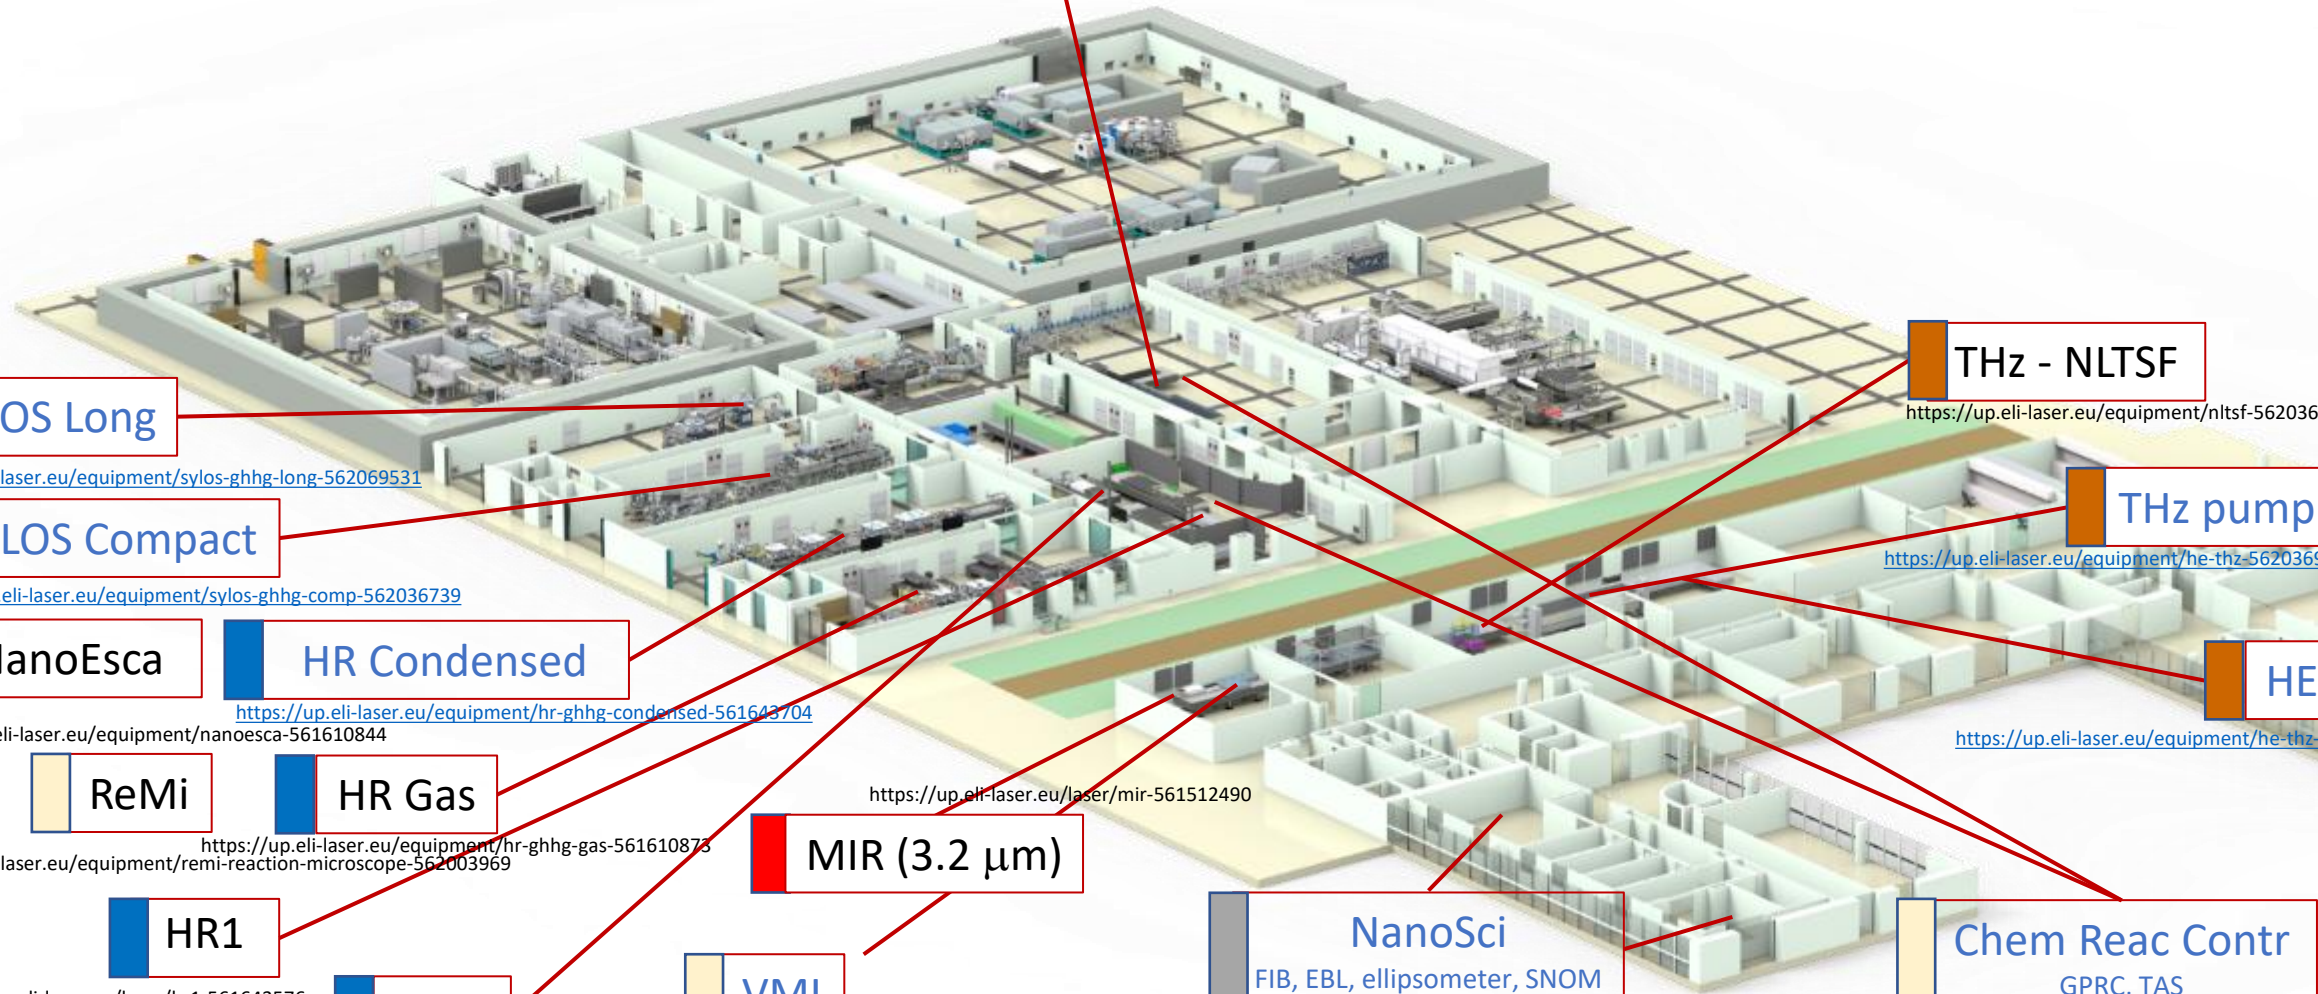 THz - NLTSF
https://up.eli-laser.eu/equipment/nltsf-562036
OS Long
laser.eu/equipment/sylos-ghhg-long-562069531
THz pump
https://up.eli-laser.eu/equipment/he-thz-5620369
LOS Compact
.eli-laser.eu/equipment/sylos-ghhg-comp-562036739
anoEsca
HR Condensed
HE
https://up.eli-laser.eu/equipment/hr-ghhg-condensed-561643704
eli-laser.eu/equipment/nanoesca-561610844
https://up.eli-laser.eu/equipment/he-thz-
ReMi
HR Gas
https://up.eli-laser.eu/laser/mir-561512490
https://up.eli-laser.eu/equipment/hr-ghhg-gas-561610873
laser.eu/equipment/remi-reaction-microscope-562003969
MIR (3.2 μm)
HR1
NanoSci
FIB, EBL, ellipsometer, SNOM
Chem Reac Contr
GPRC, TAS
VMI